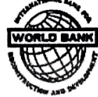 INTERNATIONAL BANK FOR
WORLD BANK
RECONSTRUCTION AND DEVELOPMENT